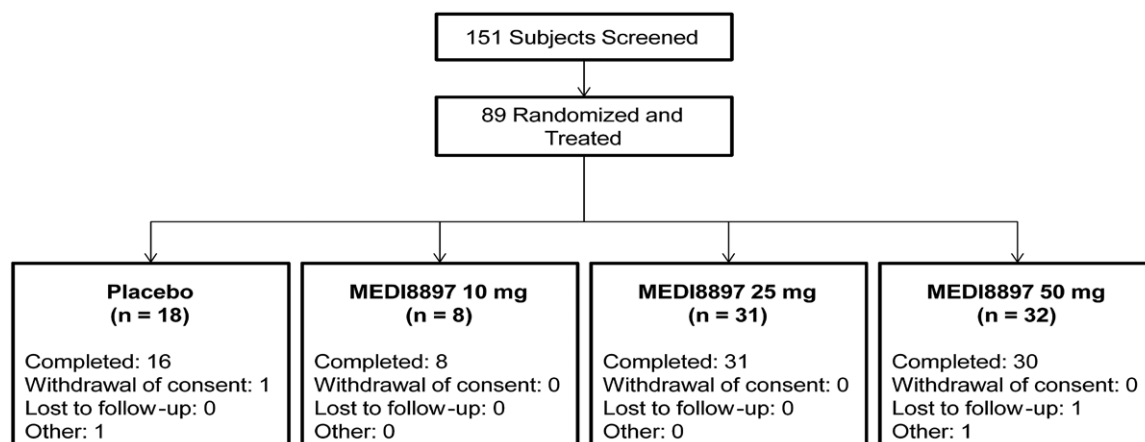 151 Subjects Screened
89 Randomized and
Treated
Placebo
(n = 18)
Completed: 16
Withdrawal of consent: 1
Lost to follow-up: 0
Other: 1
MEDI8897 10 mg
(n = 8)
Completed: 8
Withdrawal of consent: 0
Lost to follow-up: 0
Other: 0
MEDI8897 25 mg
(n = 31)
Completed: 31
Withdrawal of consent: 0
Lost to follow-up: 0
Other: 0
MEDI8897 50 mg
(n = 32)
Completed: 30
Withdrawal of consent: 0
Lost to follow-up: 1
Other: 1